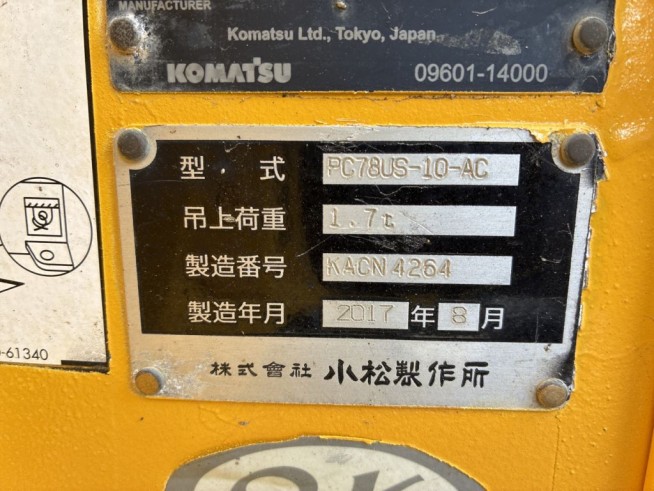 MANUFACTURER
Komatsu Ltd., Tokyo, Japan
KOMATSU 09601-14000
型式 PC78US-10-AC
吊上荷重 1.7t
製造番号 KACN4264
製造年月 2017年8月
株式會社 小松製作所
-61340